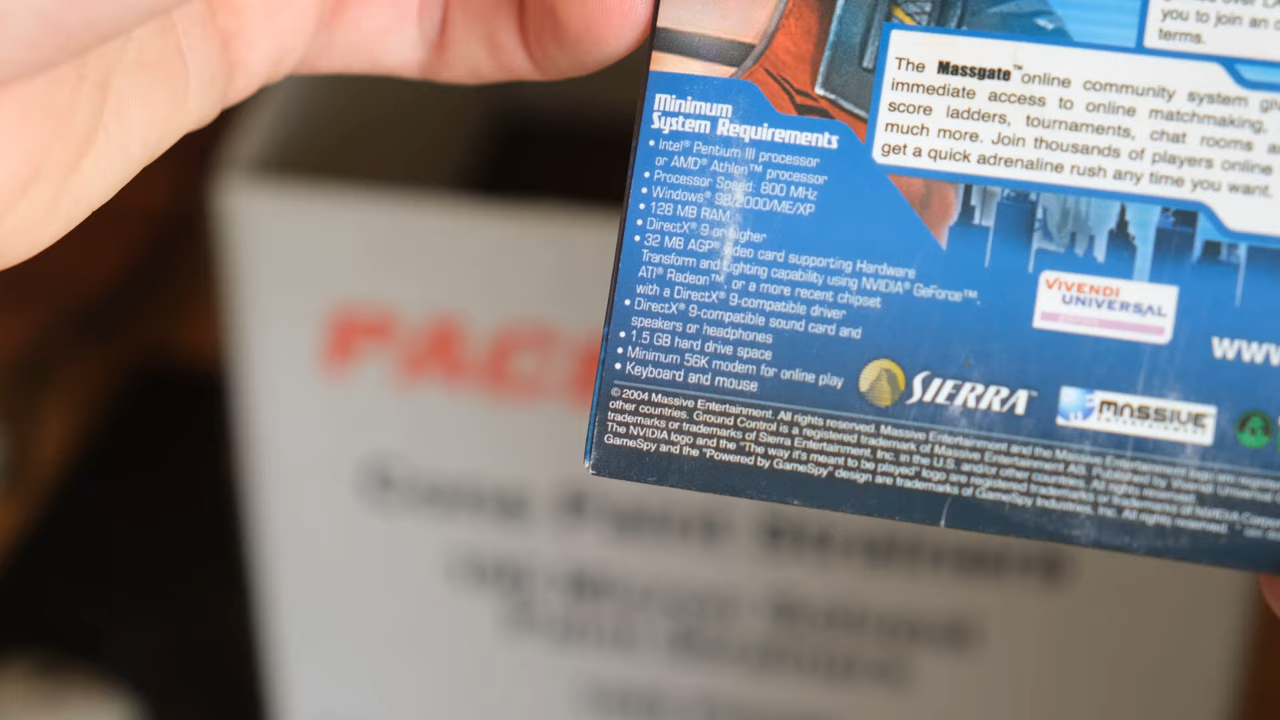 you to join an
terms.
The Massgate™ online community system
immediate access to online matchmaking,
score ladders, tournaments, chat rooms
much more. Join thousands of players online
get a quick adrenaline rush any time you want.
Minimum
System Requirements
• Intel® Pentium III processor
or AMD® Athlon™ processor
• Processor Speed: 800 MHz
• Windows® 98/2000/ME/XP
• 128 MB RAM
• DirectX® 9 or higher
• 32 MB AGP® video card supporting Hardware
Transform and Lighting capability using NVIDIA® GeForce™,
ATI® Radeon™, or a more recent chipset
with a DirectX® 9-compatible driver
• DirectX® 9-compatible sound card and
speakers or headphones
• 1.5 GB hard drive space
• Minimum 56K modem for online play
• Keyboard and mouse
VIVENDI
UNIVERSAL
games
www
SIERRA™
MASSIVE
ENTERTAINMENT
© 2004 Massive Entertainment. All rights reserved. Massive Entertainment and the Massive Entertainment logo are
other countries. Ground Control is a registered trademark of Massive Entertainment AB. Published by Vivendi Universal
trademarks or trademarks of Sierra Entertainment, Inc. in the U.S. and/or other countries. All rights reserved.
The NVIDIA logo and the "The way it's meant to be played" logo are registered trademarks or trademarks of NVIDIA
GameSpy and the "Powered by GameSpy" design are trademarks of GameSpy Industries, Inc. All rights reserved.